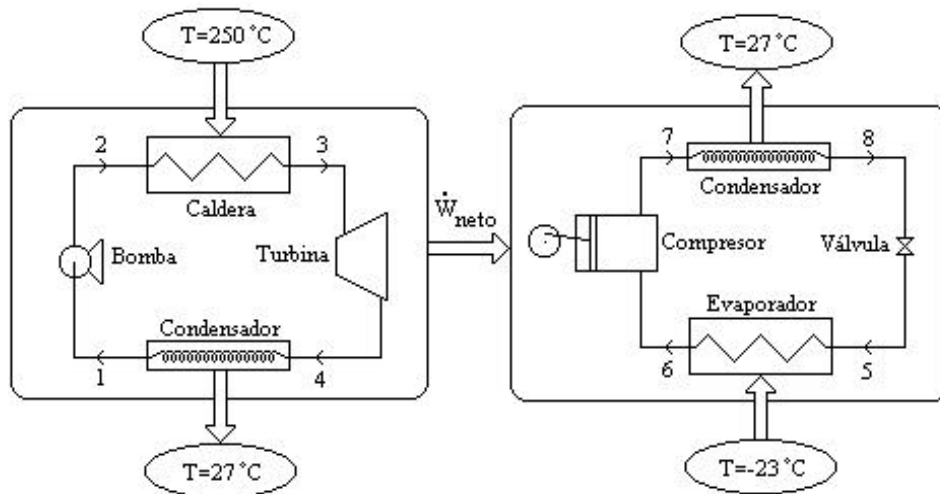 T=250 °C
2
3
Caldera
Bomba
Turbina
Condensador
1
4
T=27 °C
Ẇneto
T=27 °C
7
8
Condensador
Compresor
Válvula
Evaporador
6
5
T=-23 °C